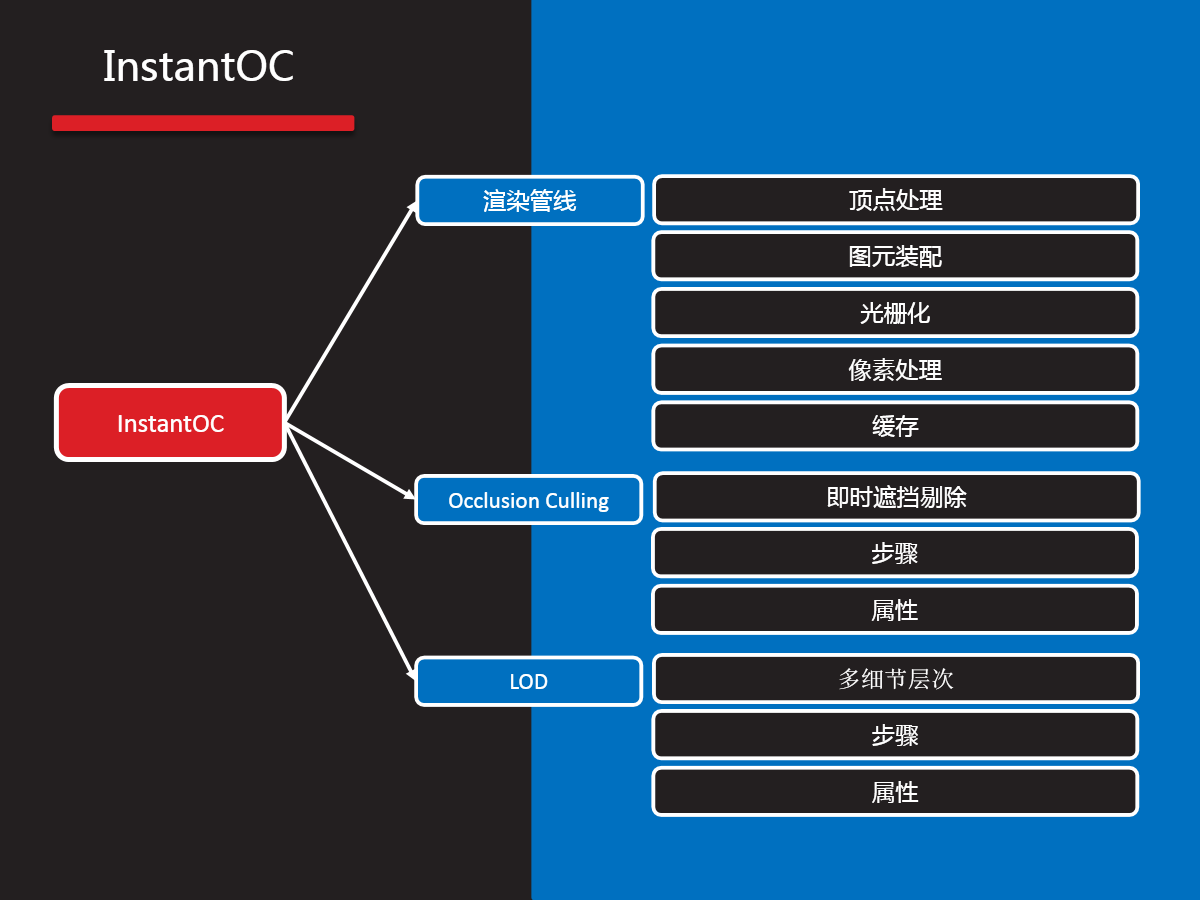 InstantOC
InstantOC
渲染管线
顶点处理
图元装配
光栅化
像素处理
缓存
Occlusion Culling
即时遮挡剔除
步骤
属性
LOD
多细节层次
步骤
属性